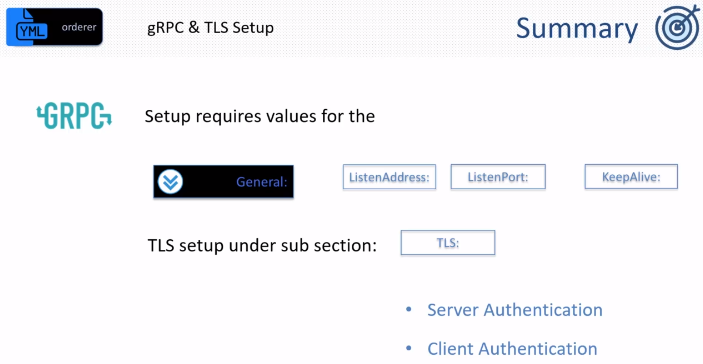 YML
orderer
gRPC & TLS Setup
Summary
GRPC
Setup requires values for the
General:
ListenAddress:
ListenPort:
KeepAlive:
TLS setup under sub section:
TLS:
• Server Authentication
• Client Authentication